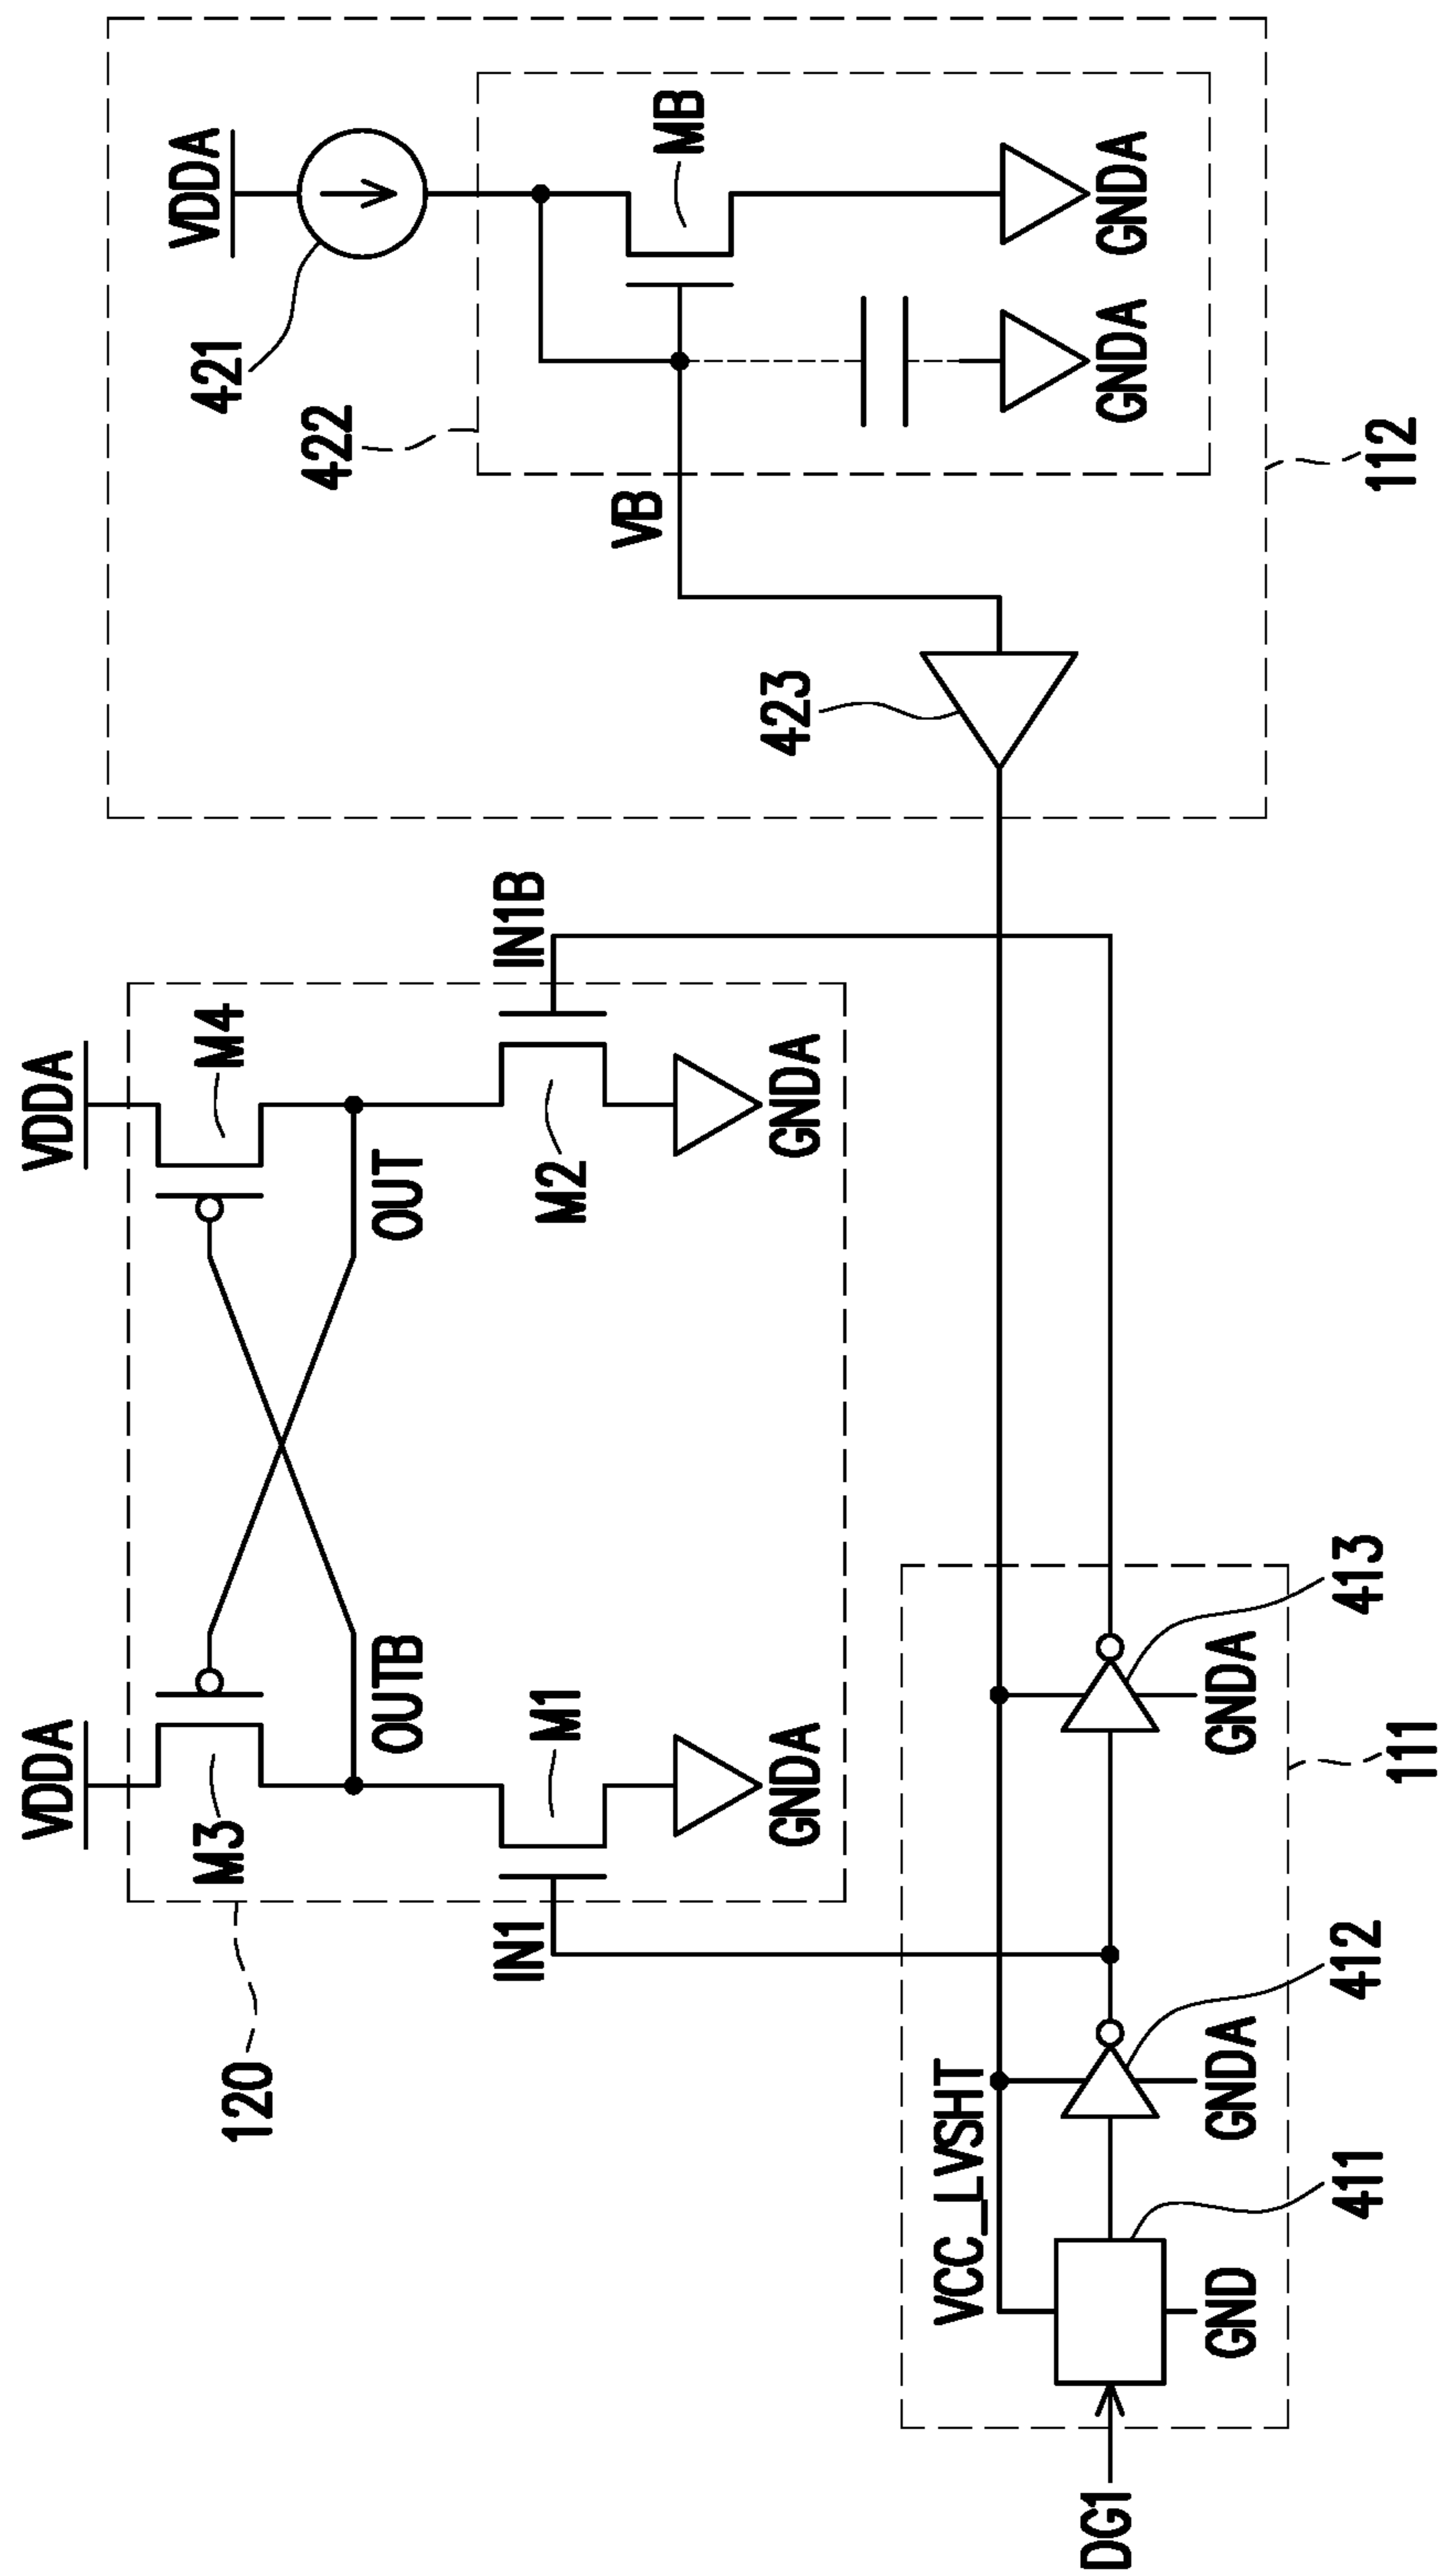 VDDA
VDDA
VDDA
421
M3
M4
422
MB
120
OUTB
OUT
VB
IN1
M1
M2
IN1B
GNDA
GNDA
423
GNDA
GNDA
VCC_LVSHT
DG1
GND
GNDA
GNDA
411
412
413
111
112